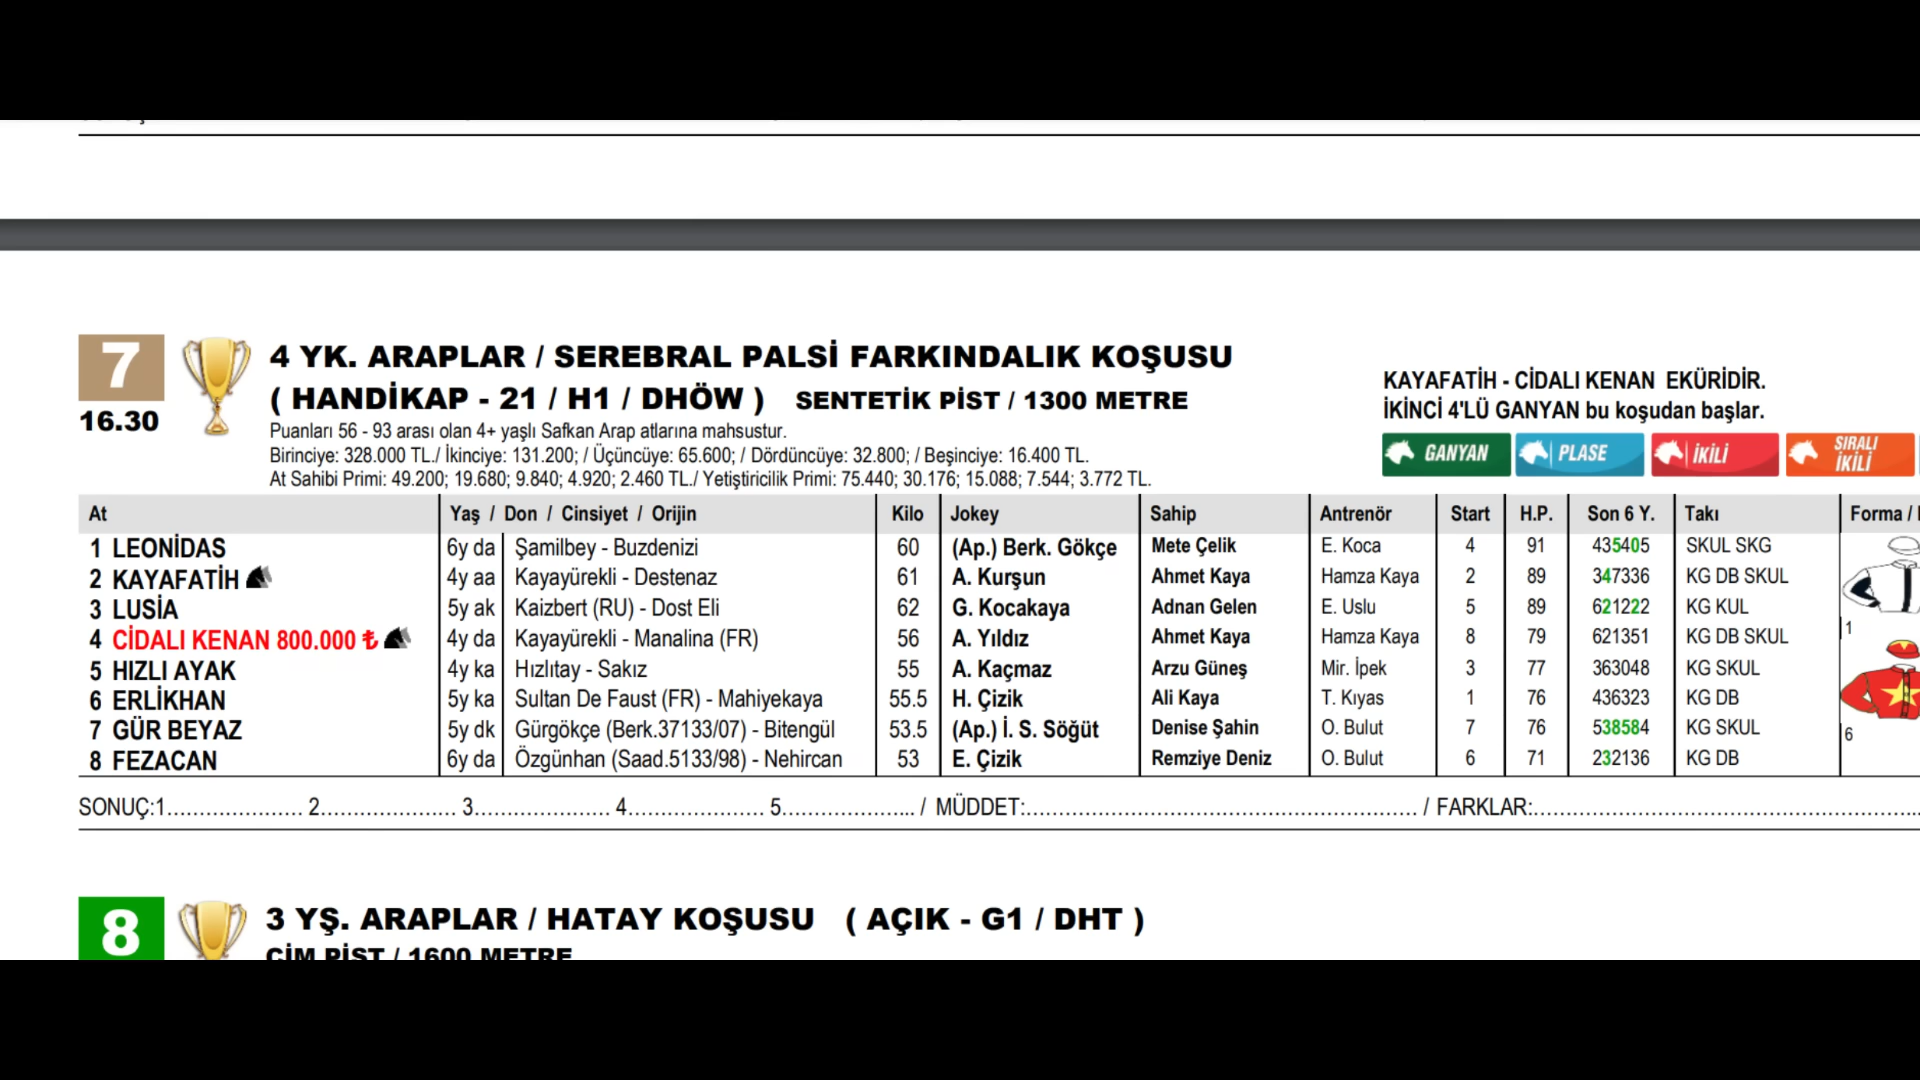 7
16.30
4 YK. ARAPLAR / SEREBRAL PALSİ FARKINDALIK KOŞUSU
( HANDİKAP - 21 / H1 / DHÖW ) SENTETİK PİST / 1300 METRE
Puanları 56 - 93 arası olan 4+ yaşlı Safkan Arap atlarına mahsustur.
Birinciye: 328.000 TL./ İkinciye: 131.200; / Üçüncüye: 65.600; / Dördüncüye: 32.800; / Beşinciye: 16.400 TL.
At Sahibi Primi: 49.200; 19.680; 9.840; 4.920; 2.460 TL./ Yetiştiricilik Primi: 75.440; 30.176; 15.088; 7.544; 3.772 TL.
KAYAFATİH - CİDALI KENAN EKÜRİDİR.
İKİNCİ 4'LÜ GANYAN bu koşudan başlar.
GANYAN PLASE İKİLİ SIRALI İKİLİ
At Yaş / Don / Cinsiyet / Orijin Kilo Jokey Sahip Antrenör Start H.P. Son 6 Y. Takı Forma /
1 LEONİDAS 6y da Şamilbey - Buzdenizi 60 (Ap.) Berk. Gökçe Mete Çelik E. Koca 4 91 435405 SKUL SKG
2 KAYAFATİH 4y aa Kayayürekli - Destenaz 61 A. Kurşun Ahmet Kaya Hamza Kaya 2 89 347336 KG DB SKUL
3 LUSİA 5y ak Kaizbert (RU) - Dost Eli 62 G. Kocakaya Adnan Gelen E. Uslu 5 89 621222 KG KUL
4 CİDALI KENAN 800.000 ₺ 4y da Kayayürekli - Manalina (FR) 56 A. Yıldız Ahmet Kaya Hamza Kaya 8 79 621351 KG DB SKUL 1
5 HIZLI AYAK 4y ka Hızlıtay - Sakız 55 A. Kaçmaz Arzu Güneş Mir. İpek 3 77 363048 KG SKUL
6 ERLİKHAN 5y ka Sultan De Faust (FR) - Mahiyekaya 55.5 H. Çizik Ali Kaya T. Kıyas 1 76 436323 KG DB
7 GÜR BEYAZ 5y dk Gürgökçe (Berk.37133/07) - Bitengül 53.5 (Ap.) İ. S. Söğüt Denise Şahin O. Bulut 7 76 538584 KG SKUL 6
8 FEZACAN 6y da Özgünhan (Saad.5133/98) - Nehircan 53 E. Çizik Remziye Deniz O. Bulut 6 71 232136 KG DB
SONUÇ:1.................... 2.................... 3.................... 4.................... 5...................... / MÜDDET:.......................................................... / FARKLAR:..........................................................
8
3 YŞ. ARAPLAR / HATAY KOŞUSU ( AÇIK - G1 / DHT )
ÇİM PİST / 1600 METRE